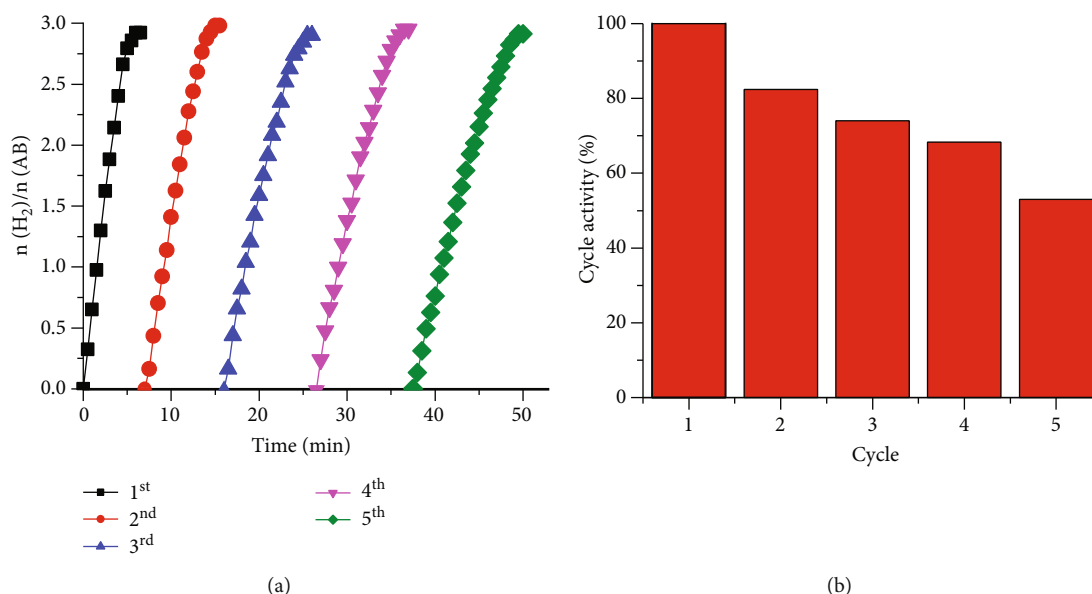 n (H2)/n (AB)
3.0
2.5
2.0
1.5
1.0
0.5
0.0
0 10 20 30 40 50
Time (min)
1st
2nd
3rd
4th
5th
(a)
Cycle activity (%)
100
80
60
40
20
0
1 2 3 4 5
Cycle
(b)